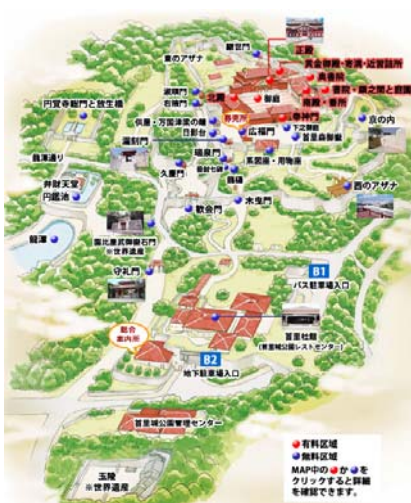 継世門
正殿
東のアザナ
黄金御殿・寄満・近習詰所
奥書院
淑順門
右掖門
北殿
御庭
書院・鎖之間と庭園
南殿・番所
円覚寺総門と放生橋
供屋・万国津梁の鐘
券売所
奉神門
京の内
日影台
広福門
下之御庭
首里森御嶽
漏刻門
龍潭通り
瑞泉門
系図座・用物座
西のアザナ
久慶門
龍樋
弁財天堂
円鑑池
木曳門
歓会門
園比屋武御嶽石門
※世界遺産
龍潭
守礼門
B1
バス駐車場入口
首里杜館
(首里城公園レストセンター)
総合
案内所
B2
地下駐車場入口
首里城公園管理センター
有料区域
無料区域
MAP中の か を
クリックすると詳細
を確認できます。
玉陵
※世界遺産